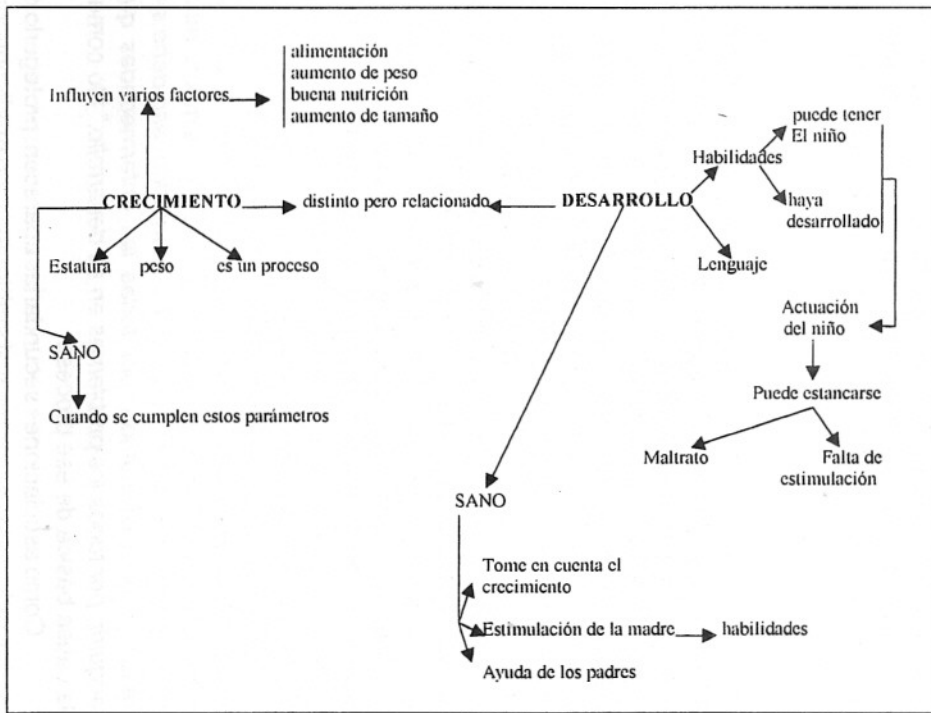 alimentación
aumento de peso
Influyen varios factores
buena nutrición
aumento de tamaño
puede tener
El niño
Habilidades
CRECIMIENTO
distinto pero relacionado
DESARROLLO
haya
desarrollado
Estatura
peso
es un proceso
Lenguaje
Actuación
del niño
SANO
Puede estancarse
Cuando se cumplen estos parámetros
Maltrato
Falta de
estimulación
SANO
Tome en cuenta el
crecimiento
Estimulación de la madre
habilidades
Ayuda de los padres